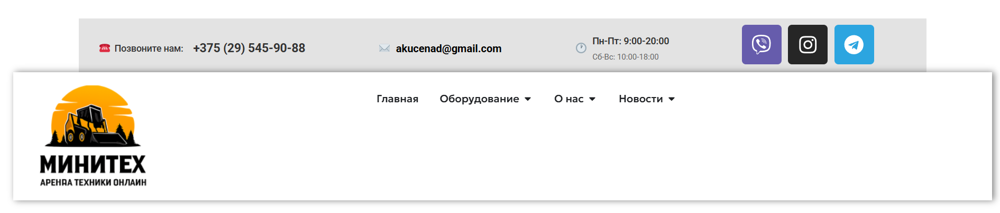 Позвоните нам: +375 (29) 545-90-88
akucenad@gmail.com
Пн-Пт: 9:00-20:00
Сб-Вс: 10:00-18:00
Главная Оборудование О нас Новости
МИНИТЕХ
АРЕНДА ТЕХНИКИ ОНЛАЙН